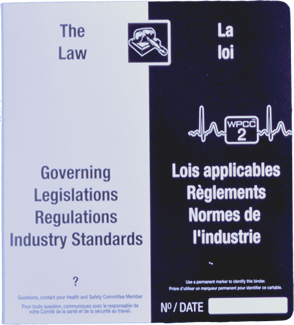 The
Law
La
loi
WPCC
2
Governing
Legislations
Regulations
Industry Standards
Lois applicables
Règlements
Normes de
l'industrie
?
Questions, contact your Health and Safety Committee Member
Pour toute question, communiquez avec le responsable de
votre Comité de la santé et de la sécurité au travail.
Use a permanent marker to identify this binder.
Prière d'utiliser un marqueur permanent pour identifier ce cartable.
Nº / DATE